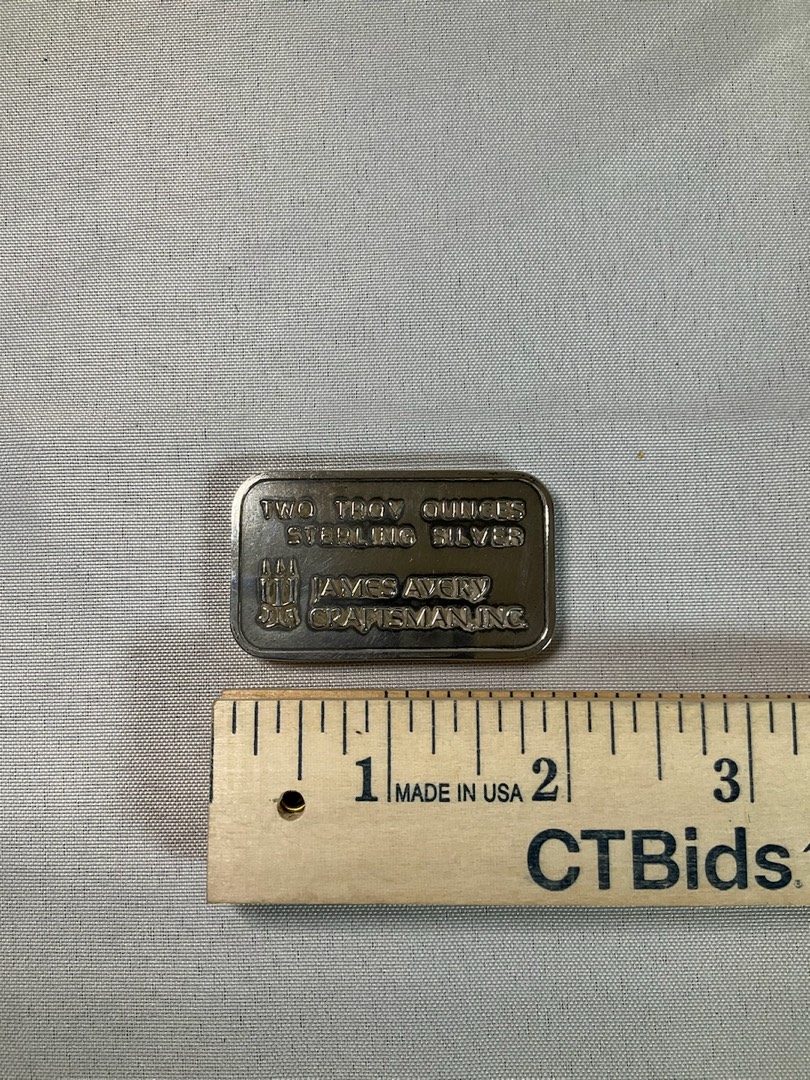 TWO TROY OUNCES
STERLING SILVER
JAMES AVERY
CRAFTSMAN, INC.
1 MADE IN USA 2 3
CTBids